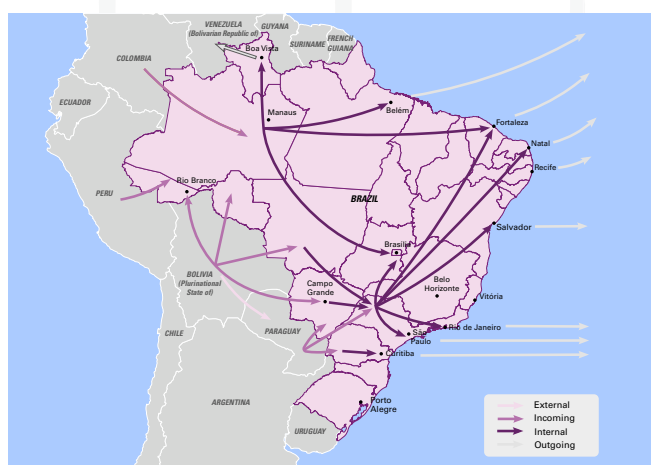 VENEZUELA
(Bolivarian Republic of)
GUYANA
SURINAME
FRENCH
GUIANA
COLOMBIA
Boa Vista
ECUADOR
Manaus
Belém
Fortaleza
Natal
Recife
PERU
Rio Branco
BRAZIL
Salvador
Brasília
BOLIVIA
(Plurinational
State of)
Campo
Grande
Belo
Horizonte
Vitória
CHILE
PARAGUAY
São
Paulo
Rio de Janeiro
Curitiba
ARGENTINA
Porto
Alegre
URUGUAY
External
Incoming
Internal
Outgoing